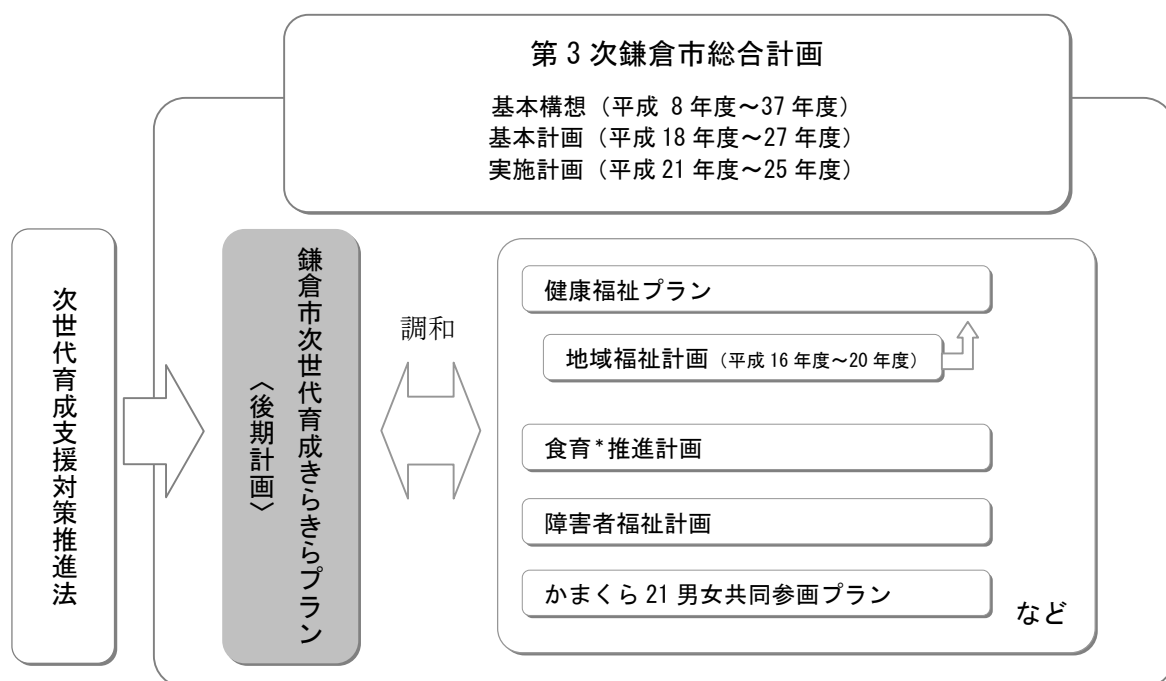 第3次鎌倉市総合計画
基本構想（平成 8年度～37年度）
基本計画（平成18年度～27年度）
実施計画（平成21年度～25年度）
次世代育成支援対策推進法
鎌倉市次世代育成きらきらプラン
〈後期計画〉
調和
健康福祉プラン
地域福祉計画（平成16年度～20年度）
食育*推進計画
障害者福祉計画
かまくら21男女共同参画プラン
など